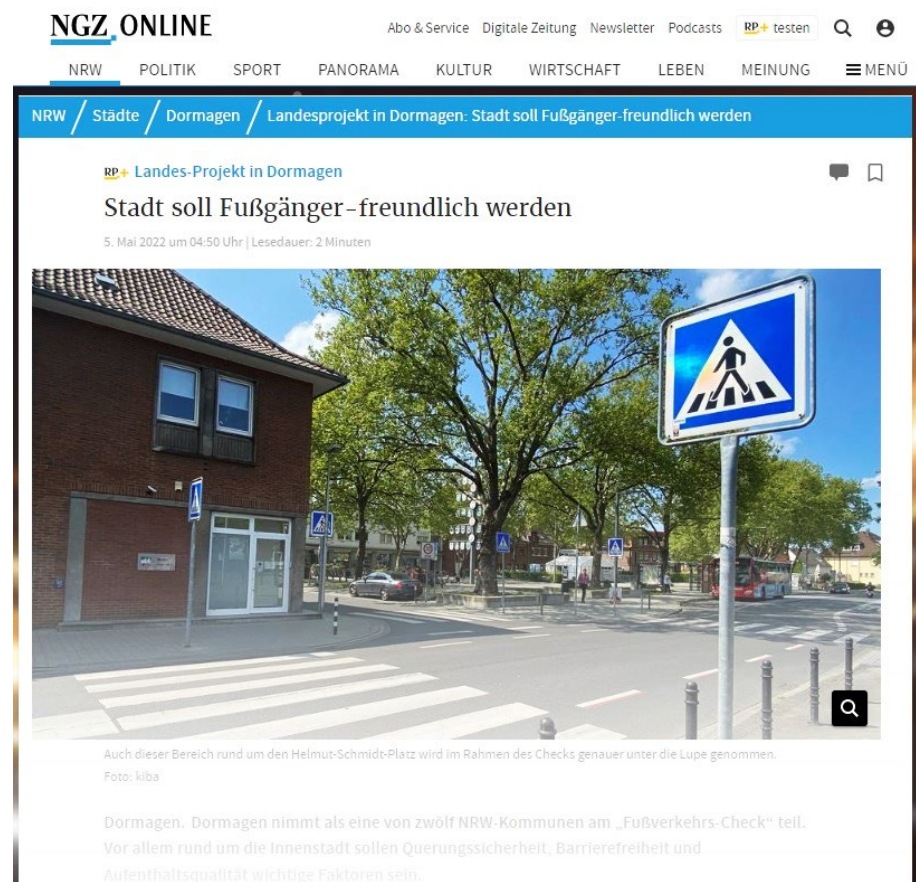 NGZ ONLINE
Abo & Service Digitale Zeitung Newsletter Podcasts RP+ testen
NRW POLITIK SPORT PANORAMA KULTUR WIRTSCHAFT LEBEN MEINUNG MENÜ
NRW / Städte / Dormagen / Landesprojekt in Dormagen: Stadt soll Fußgänger-freundlich werden
RP+ Landes-Projekt in Dormagen
Stadt soll Fußgänger-freundlich werden
5. Mai 2022 um 04:50 Uhr | Lesedauer: 2 Minuten
Auch dieser Bereich rund um den Helmut-Schmidt-Platz wird im Rahmen des Checks genauer unter die Lupe genommen.
Foto: kiba
Dormagen. Dormagen nimmt als eine von zwölf NRW-Kommunen am „Fußverkehrs-Check“ teil.
Vor allem rund um die Innenstadt sollen Querungssicherheit, Barrierefreiheit und
Aufenthaltsqualität wichtige Faktoren sein.